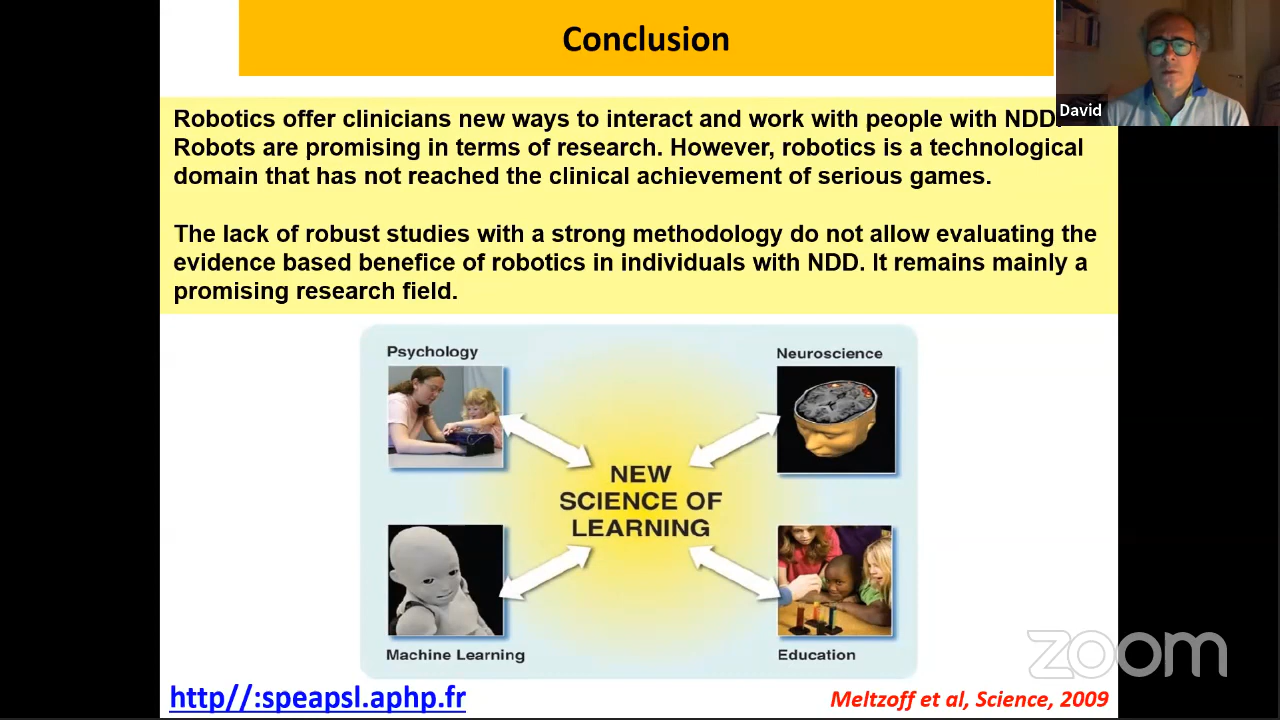 Conclusion
David
Robotics offer clinicians new ways to interact and work with people with NDD.
Robots are promising in terms of research. However, robotics is a technological
domain that has not reached the clinical achievement of serious games.
The lack of robust studies with a strong methodology do not allow evaluating the
evidence based benefice of robotics in individuals with NDD. It remains mainly a
promising research field.
Psychology
Neuroscience
NEW
SCIENCE OF
LEARNING
Machine Learning
Education
zoom
http//:speapsl.aphp.fr
Meltzoff et al, Science, 2009